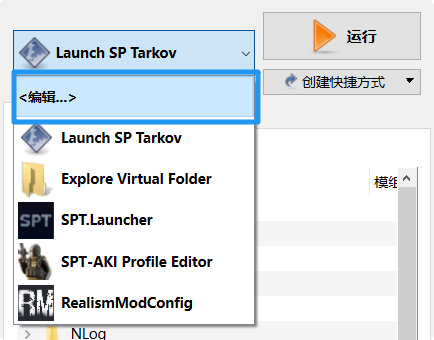 Launch SP Tarkov
运行
<编辑...>
创建快捷方式
Launch SP Tarkov
Explore Virtual Folder
模组
SPT
SPT.Launcher
SPT-AKI Profile Editor
RM
RealismModConfig
NLog